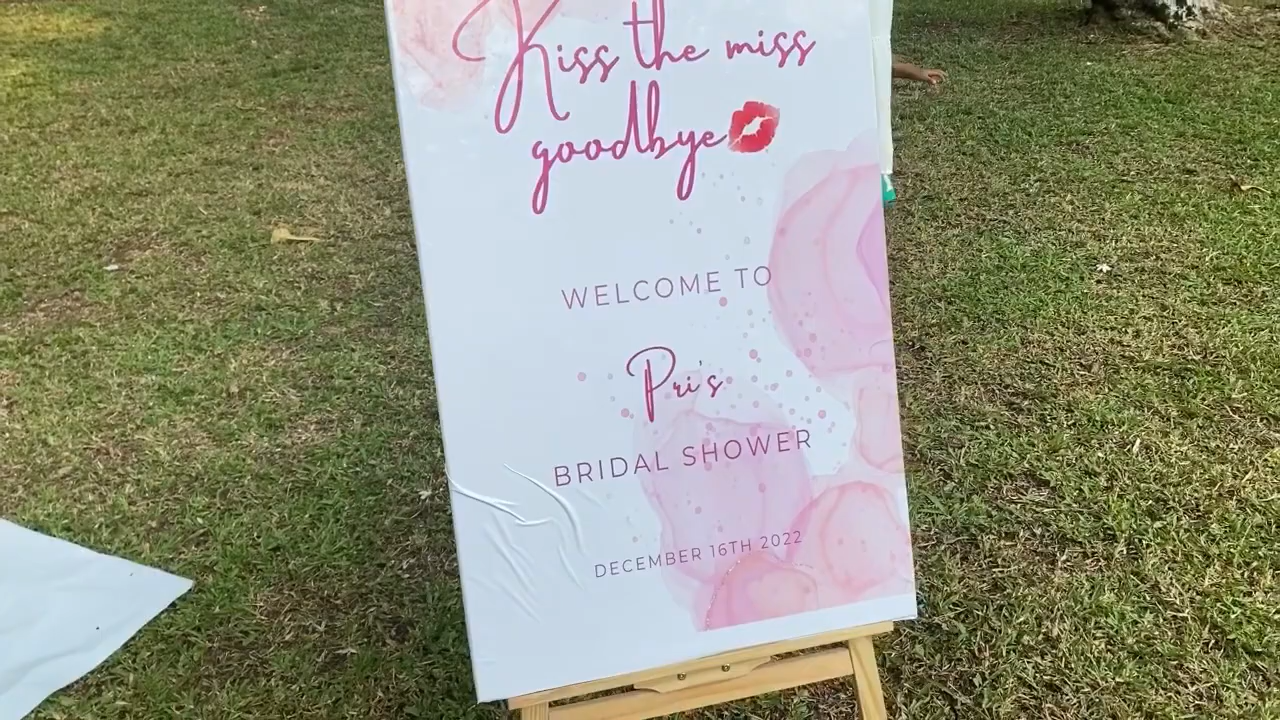 Kiss the miss
goodbye
WELCOME TO
Pri's
BRIDAL SHOWER
DECEMBER 16TH 2022